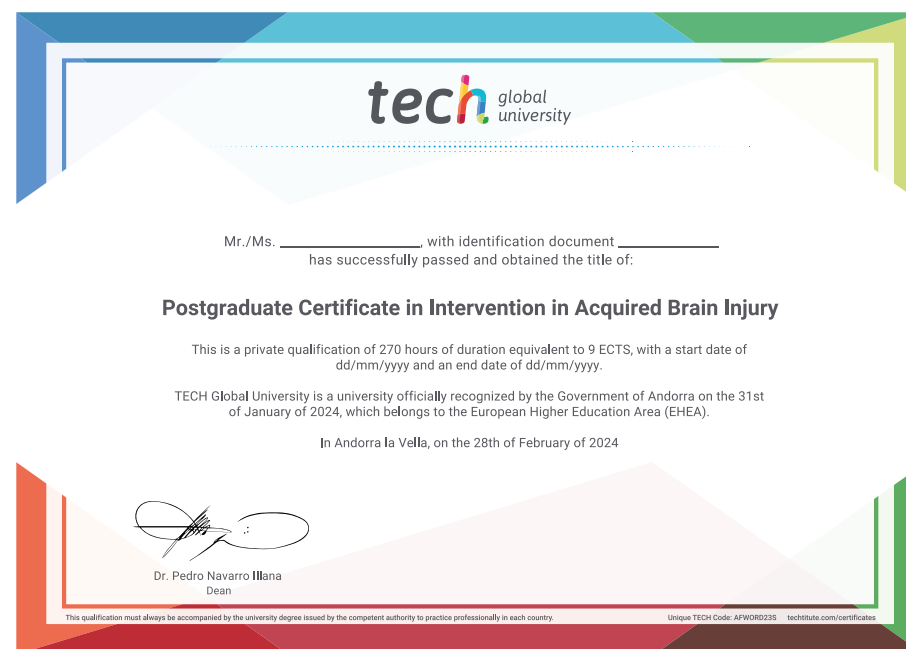 tech global university
Mr./Ms. ____________, with identification document ____________
has successfully passed and obtained the title of:
Postgraduate Certificate in Intervention in Acquired Brain Injury
This is a private qualification of 270 hours of duration equivalent to 9 ECTS, with a start date of
dd/mm/yyyy and an end date of dd/mm/yyyy.
TECH Global University is a university officially recognized by the Government of Andorra on the 31st
of January of 2024, which belongs to the European Higher Education Area (EHEA).
In Andorra la Vella, on the 28th of February of 2024
Dr. Pedro Navarro Illana
Dean
This qualification must always be accompanied by the university degree issued by the competent authority to practice professionally in each country.
Unique TECH Code: AFWORD23S techtitute.com/certificates